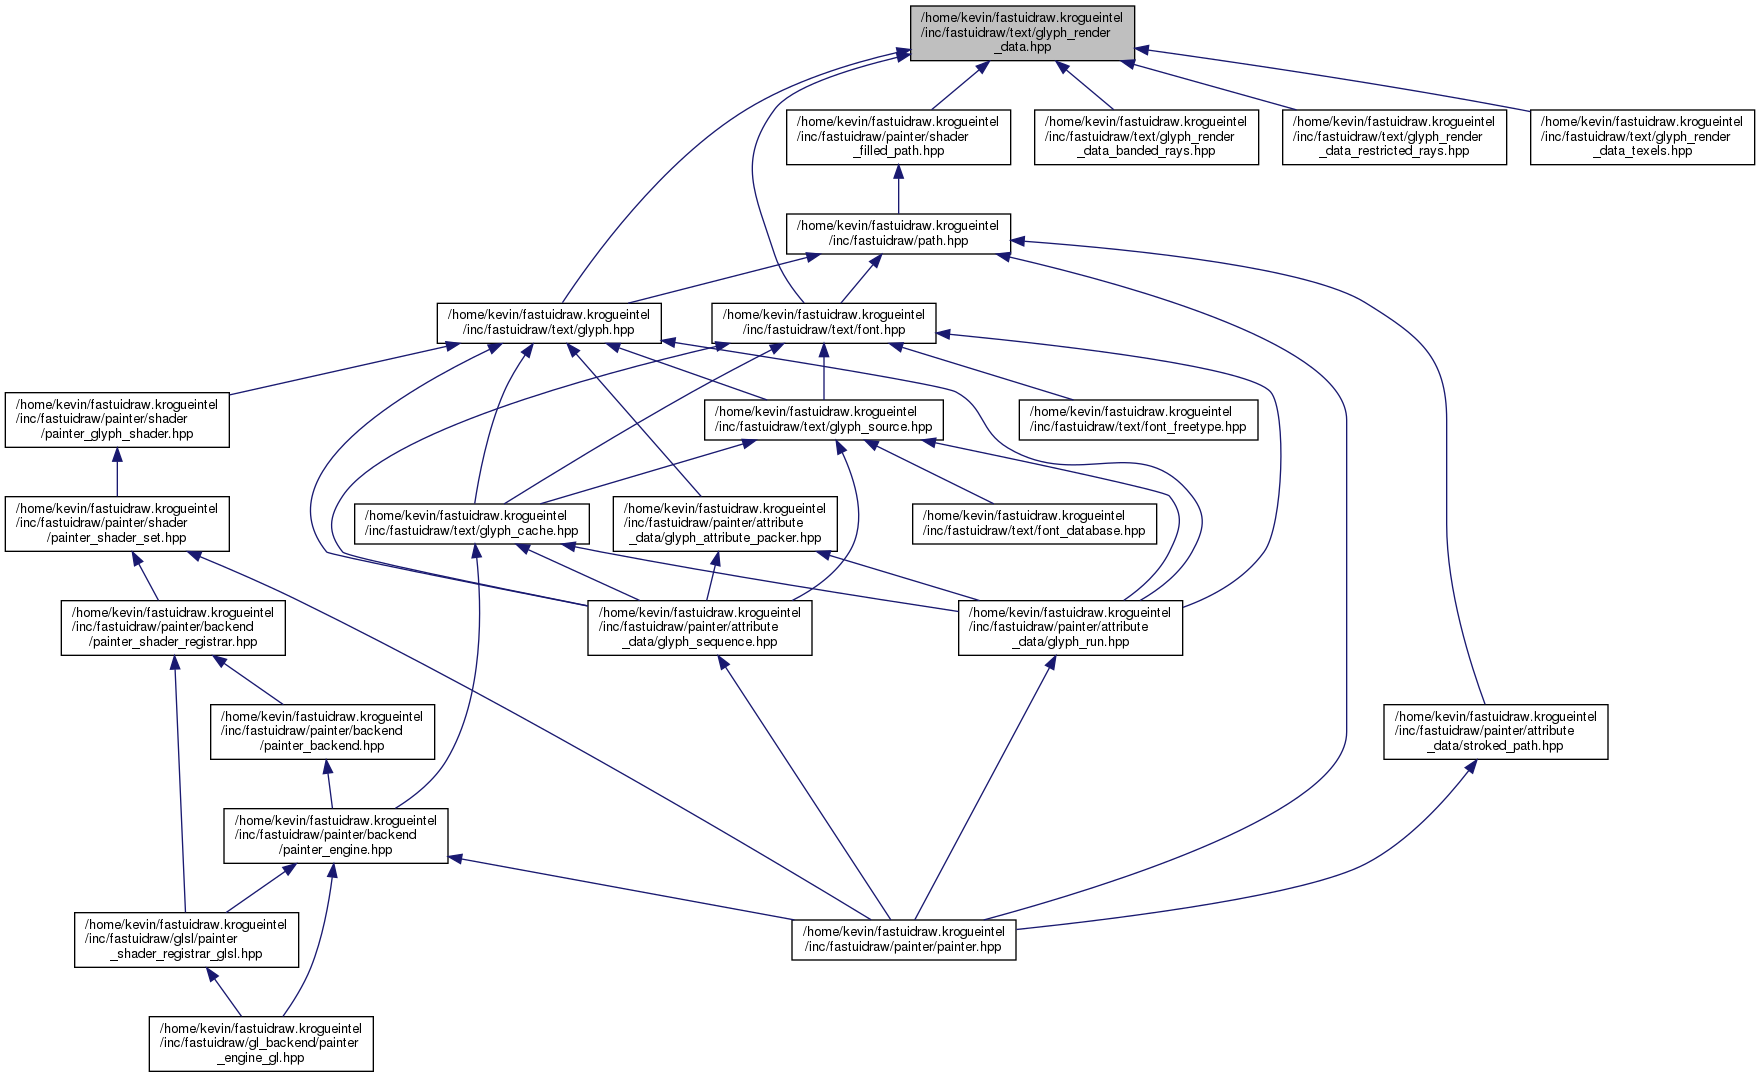 /home/kevin/fastuidraw.krogueintel
/inc/fastuidraw/text/glyph_render
_data.hpp
/home/kevin/fastuidraw.krogueintel
/inc/fastuidraw/painter/shader
_filled_path.hpp
/home/kevin/fastuidraw.krogueintel
/inc/fastuidraw/text/glyph_render
_data_banded_rays.hpp
/home/kevin/fastuidraw.krogueintel
/inc/fastuidraw/text/glyph_render
_data_restricted_rays.hpp
/home/kevin/fastuidraw.krogueintel
/inc/fastuidraw/text/glyph_render
_data_texels.hpp
/home/kevin/fastuidraw.krogueintel
/inc/fastuidraw/path.hpp
/home/kevin/fastuidraw.krogueintel
/inc/fastuidraw/text/glyph.hpp
/home/kevin/fastuidraw.krogueintel
/inc/fastuidraw/text/font.hpp
/home/kevin/fastuidraw.krogueintel
/inc/fastuidraw/painter/shader
/painter_glyph_shader.hpp
/home/kevin/fastuidraw.krogueintel
/inc/fastuidraw/text/glyph_source.hpp
/home/kevin/fastuidraw.krogueintel
/inc/fastuidraw/text/font_freetype.hpp
/home/kevin/fastuidraw.krogueintel
/inc/fastuidraw/painter/shader
/painter_shader_set.hpp
/home/kevin/fastuidraw.krogueintel
/inc/fastuidraw/text/glyph_cache.hpp
/home/kevin/fastuidraw.krogueintel
/inc/fastuidraw/painter/attribute
_data/glyph_attribute_packer.hpp
/home/kevin/fastuidraw.krogueintel
/inc/fastuidraw/text/font_database.hpp
/home/kevin/fastuidraw.krogueintel
/inc/fastuidraw/painter/backend
/painter_shader_registrar.hpp
/home/kevin/fastuidraw.krogueintel
/inc/fastuidraw/painter/attribute
_data/glyph_sequence.hpp
/home/kevin/fastuidraw.krogueintel
/inc/fastuidraw/painter/attribute
_data/glyph_run.hpp
/home/kevin/fastuidraw.krogueintel
/inc/fastuidraw/painter/backend
/painter_backend.hpp
/home/kevin/fastuidraw.krogueintel
/inc/fastuidraw/painter/attribute
_data/stroked_path.hpp
/home/kevin/fastuidraw.krogueintel
/inc/fastuidraw/painter/backend
/painter_engine.hpp
/home/kevin/fastuidraw.krogueintel
/inc/fastuidraw/glsl/painter
_shader_registrar_glsl.hpp
/home/kevin/fastuidraw.krogueintel
/inc/fastuidraw/painter/painter.hpp
/home/kevin/fastuidraw.krogueintel
/inc/fastuidraw/gl_backend/painter
_engine_gl.hpp